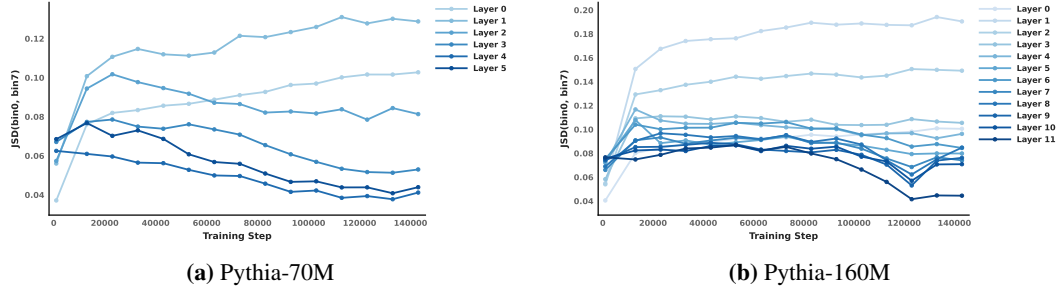 0.12
0.10
0.08
0.06
0.04
JSD(bin0, bin7)
0 20000 40000 60000 80000 100000 120000 140000
Training Step
Layer 0
Layer 1
Layer 2
Layer 3
Layer 4
Layer 5
(a) Pythia-70M
0.20
0.18
0.16
0.14
0.12
0.10
0.08
0.06
0.04
JSD(bin0, bin7)
0 20000 40000 60000 80000 100000 120000 140000
Training Step
Layer 0
Layer 1
Layer 2
Layer 3
Layer 4
Layer 5
Layer 6
Layer 7
Layer 8
Layer 9
Layer 10
Layer 11
(b) Pythia-160M